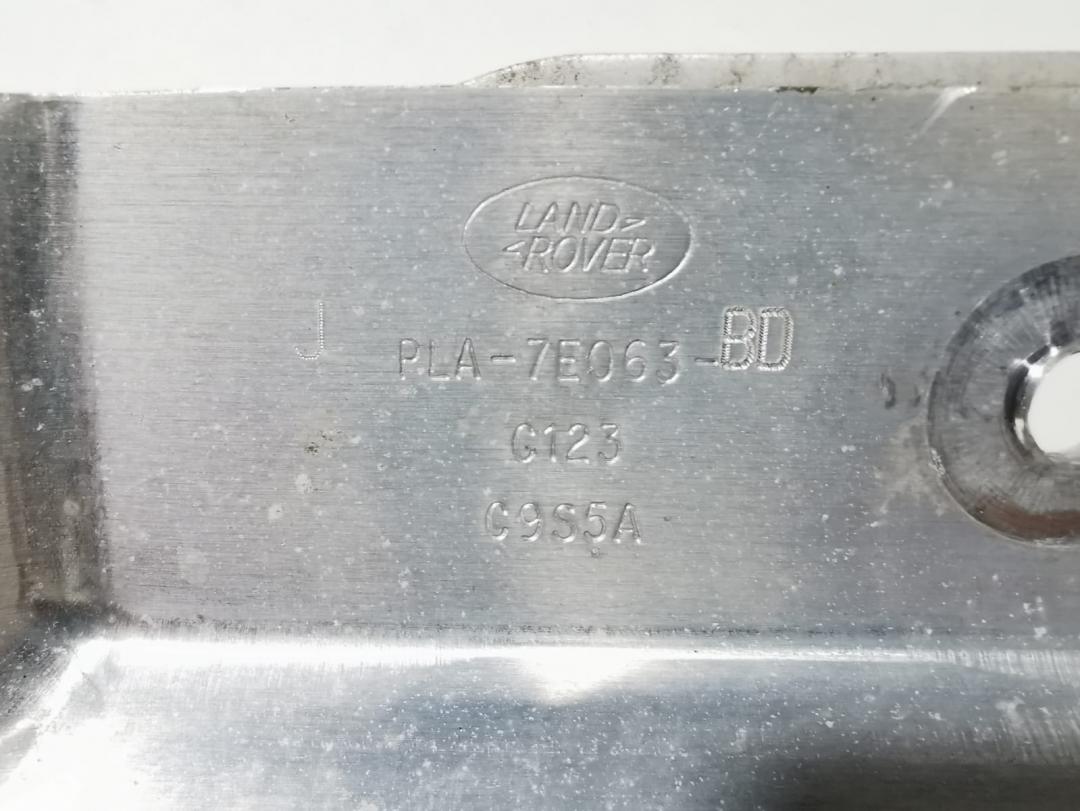 LAND
ROVER
J PLA-7E063-BD
C123
C9S5A